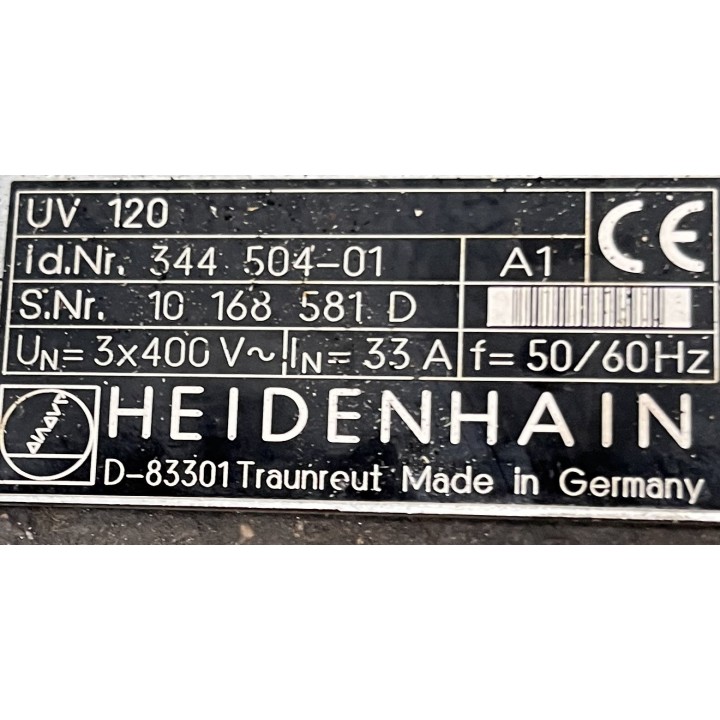 UV 120
CE
Id.Nr. 344 504-01 A1
S.Nr. 10 168 581 D
UN= 3x400 V~ IN= 33 A f= 50/60Hz
HEIDENHAIN
D-83301 Traunreut Made in Germany